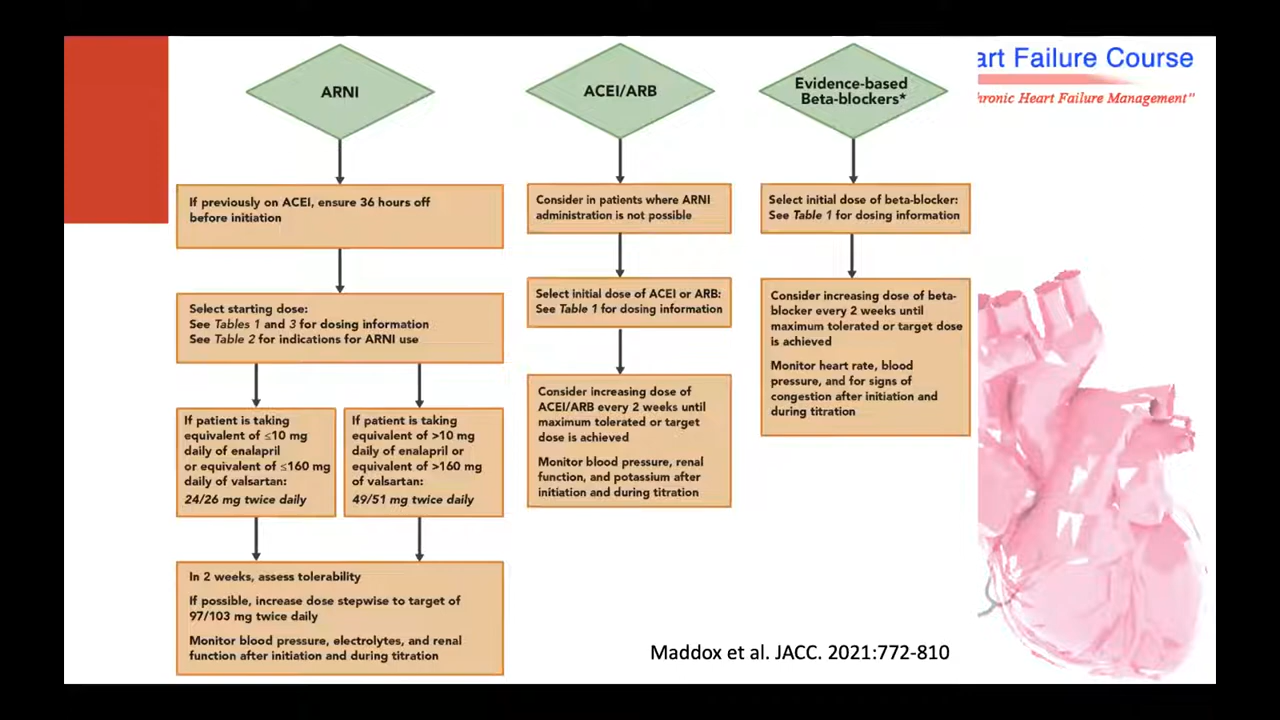 art Failure Course
hronic Heart Failure Management"
ARNI
If previously on ACEI, ensure 36 hours off
before initiation
Select starting dose:
See Tables 1 and 3 for dosing information
See Table 2 for indications for ARNI use
If patient is taking
equivalent of ≤10 mg
daily of enalapril
or equivalent of ≤160 mg
daily of valsartan:
24/26 mg twice daily
If patient is taking
equivalent of >10 mg
daily of enalapril or
equivalent of >160 mg
of valsartan:
49/51 mg twice daily
In 2 weeks, assess tolerability
If possible, increase dose stepwise to target of
97/103 mg twice daily
Monitor blood pressure, electrolytes, and renal
function after initiation and during titration
ACEI/ARB
Consider in patients where ARNI
administration is not possible
Select initial dose of ACEI or ARB:
See Table 1 for dosing information
Consider increasing dose of
ACEI/ARB every 2 weeks until
maximum tolerated or target
dose is achieved
Monitor blood pressure, renal
function, and potassium after
initiation and during titration
Evidence-based
Beta-blockers*
Select initial dose of beta-blocker:
See Table 1 for dosing information
Consider increasing dose of beta-
blocker every 2 weeks until
maximum tolerated or target dose
is achieved
Monitor heart rate, blood
pressure, and for signs of
congestion after initiation and
during titration
Maddox et al. JACC. 2021:772-810